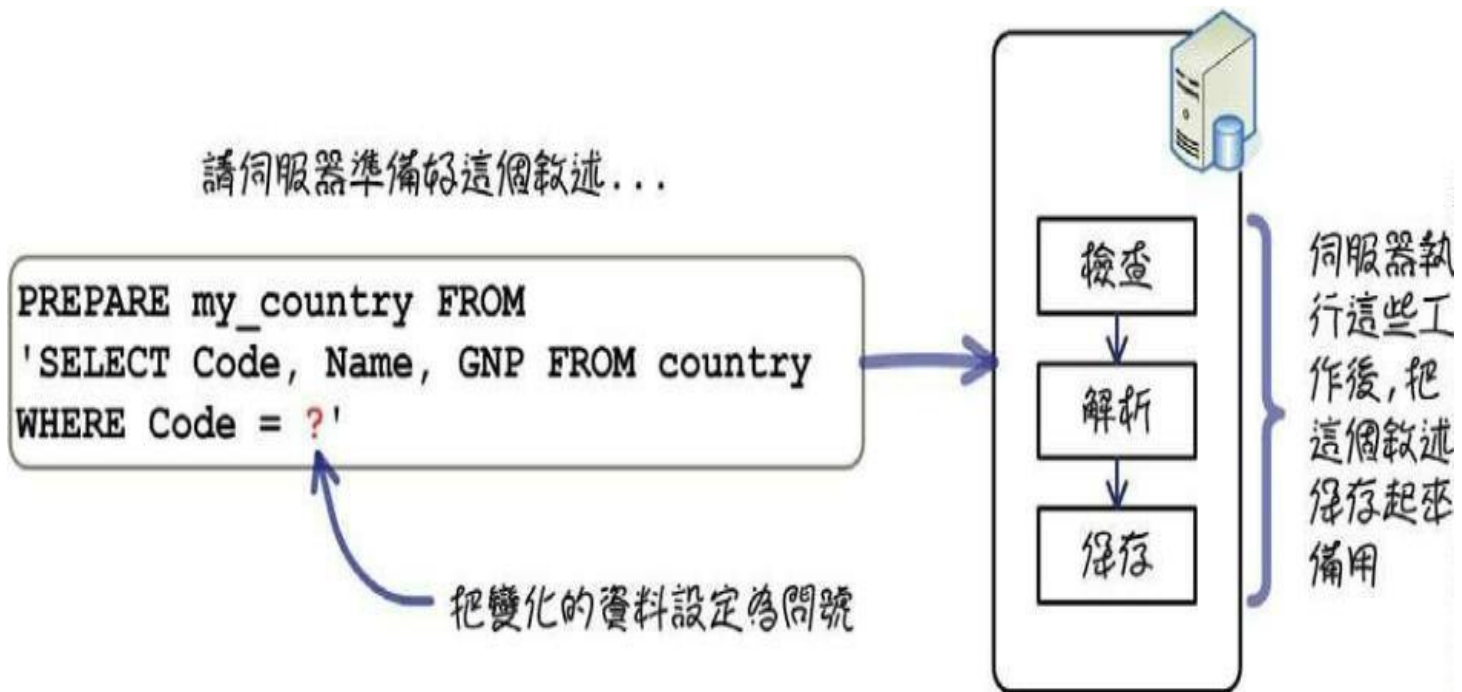 請伺服器準備好這個敘述...
PREPARE my_country FROM
'SELECT Code, Name, GNP FROM country
WHERE Code = ?'
把變化的資料設定為問號
檢查
解析
保存
伺服器執
行這些工
作後,把
這個敘述
保存起來
備用